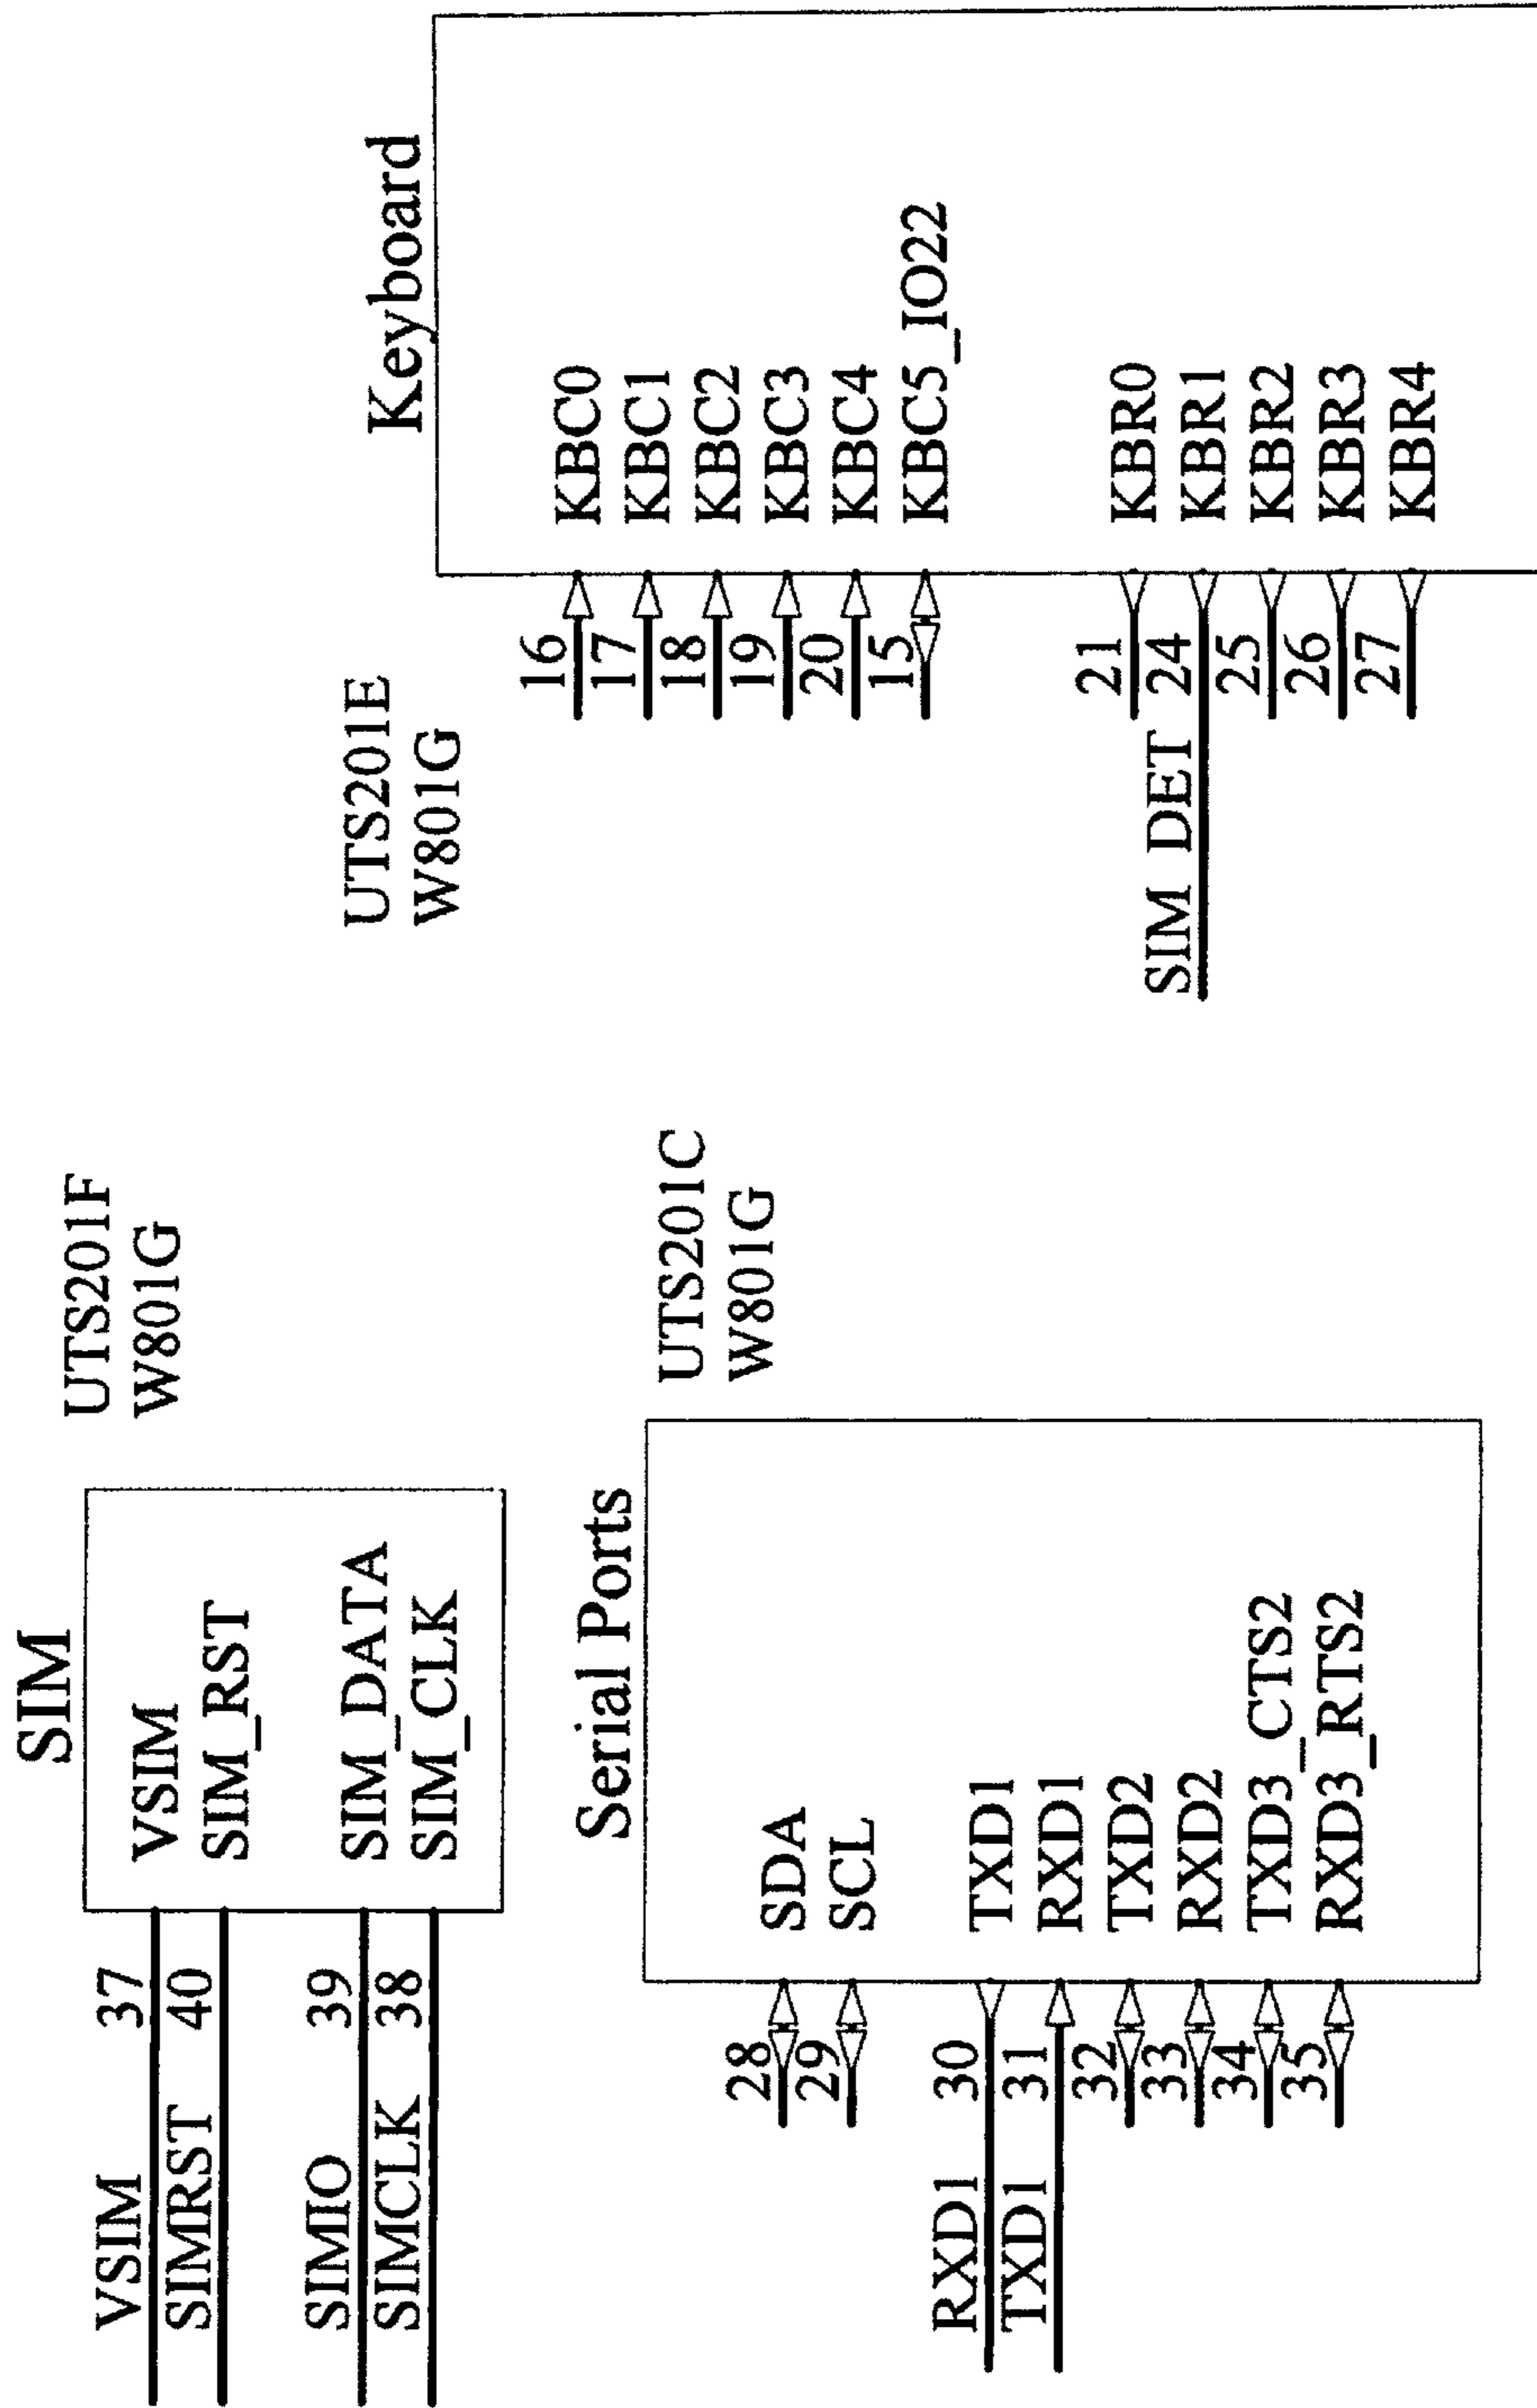 SIM
UTS201F
W801G
VSIM 37 VSIM
SIMRST 40 SIM_RST
SIMIO 39 SIM_DATA
SIMCLK 38 SIM_CLK
Serial Ports
UTS201C
W801G
28 SDA
29 SCL
RXD1 30 TXD1
TXD1 31 RXD1
32 TXD2
33 RXD2
34 TXD3_CTS2
35 RXD3_RTS2
Keyboard
UTS201E
W801G
16 KBC0
17 KBC1
18 KBC2
19 KBC3
20 KBC4
15 KBC5_IO22
21 KBR0
SIM_DET 24 KBR1
25 KBR2
26 KBR3
27 KBR4